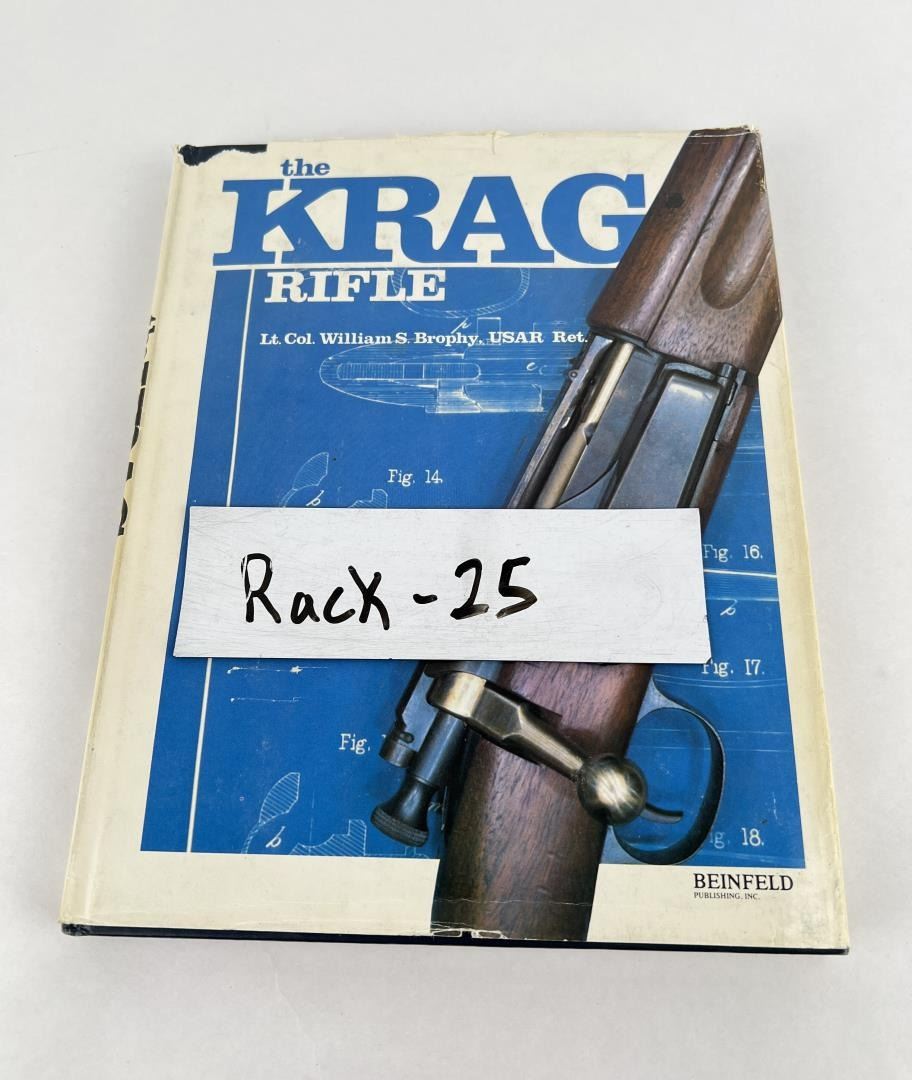 the
KRAG
RIFLE
Lt. Col. William S. Brophy, USAR Ret.
p
e
Fig. 14.
b
Fig. 16.
Rack - 25
b
Fig. 17.
Fig.
b
b
18.
BEINFELD
PUBLISHING, INC.